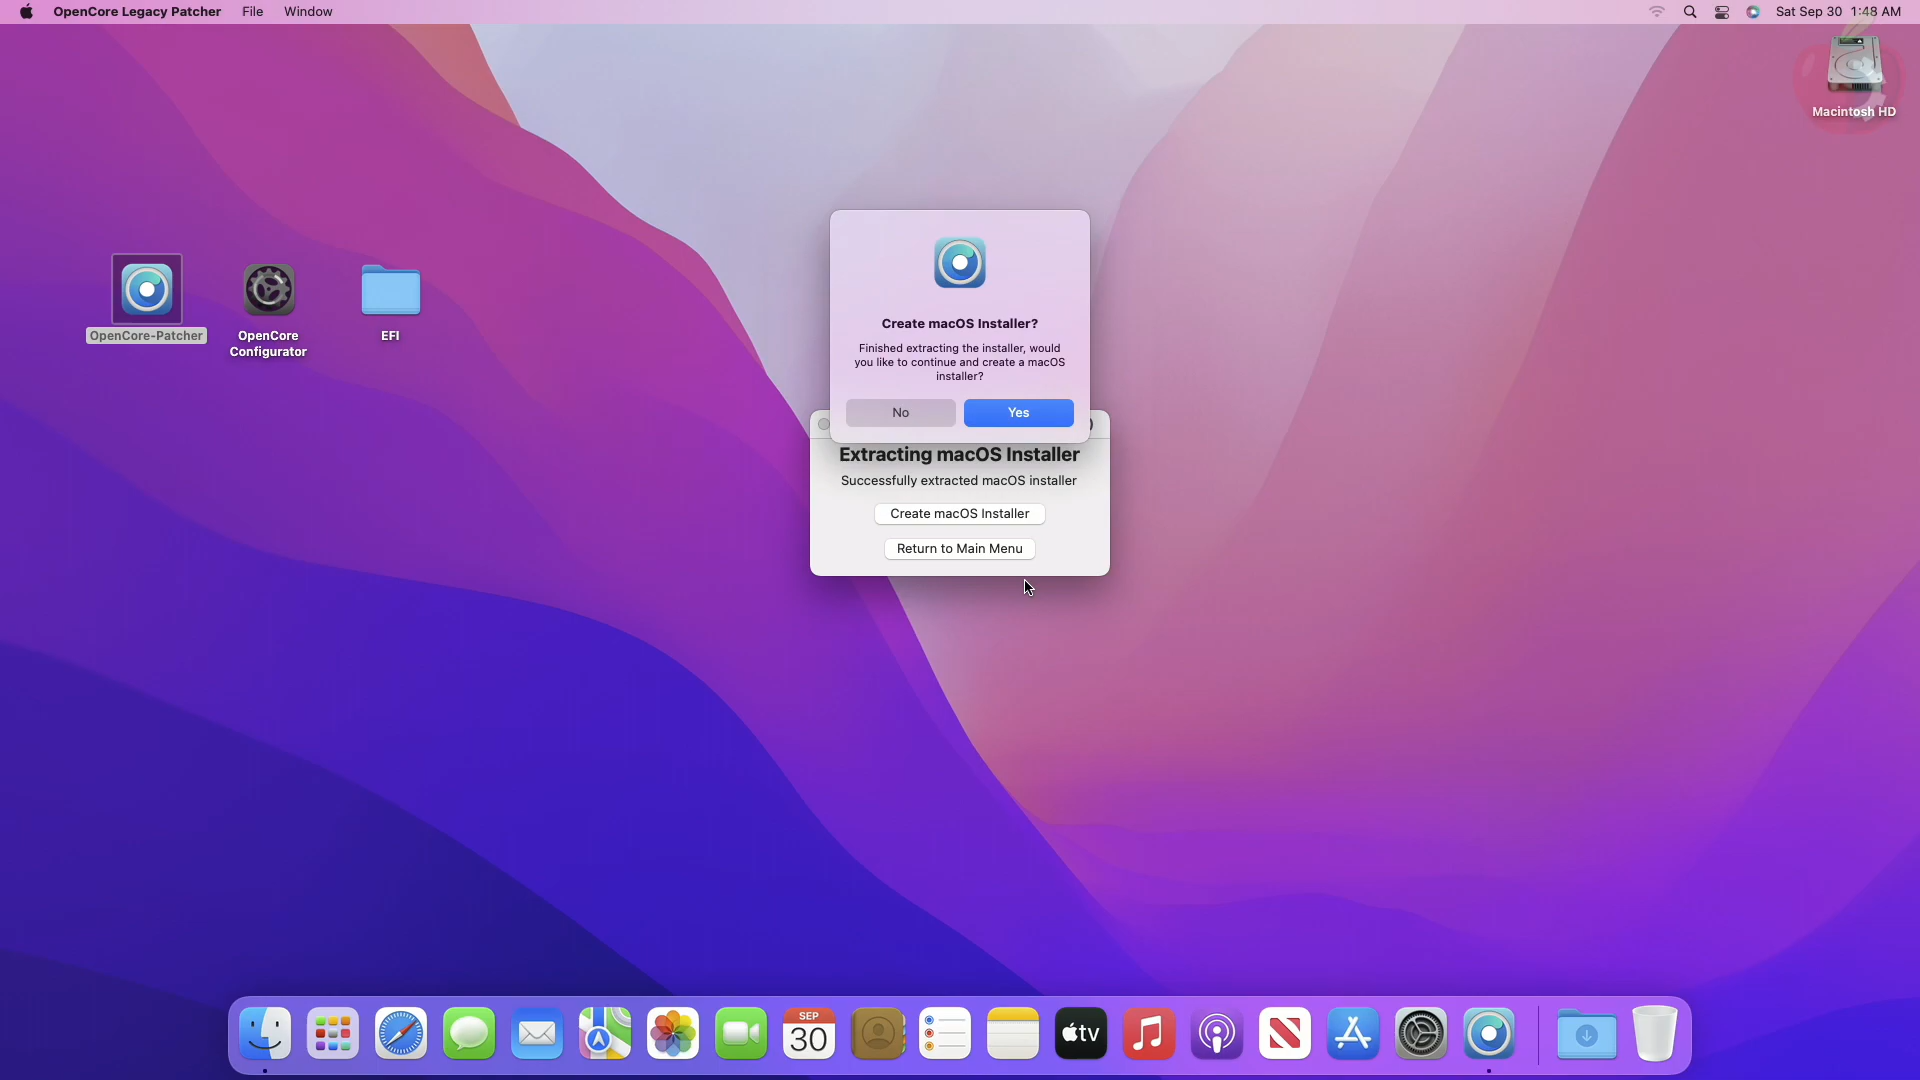 OpenCore Legacy Patcher File Window Sat Sep 30 1:48 AM
Macintosh HD
OpenCore-Patcher
OpenCore
Configurator
EFI
Create macOS Installer?
Finished extracting the installer, would
you like to continue and create a macOS
installer?
No Yes
Extracting macOS Installer
Successfully extracted macOS installer
Create macOS Installer
Return to Main Menu
SEP
30
tv